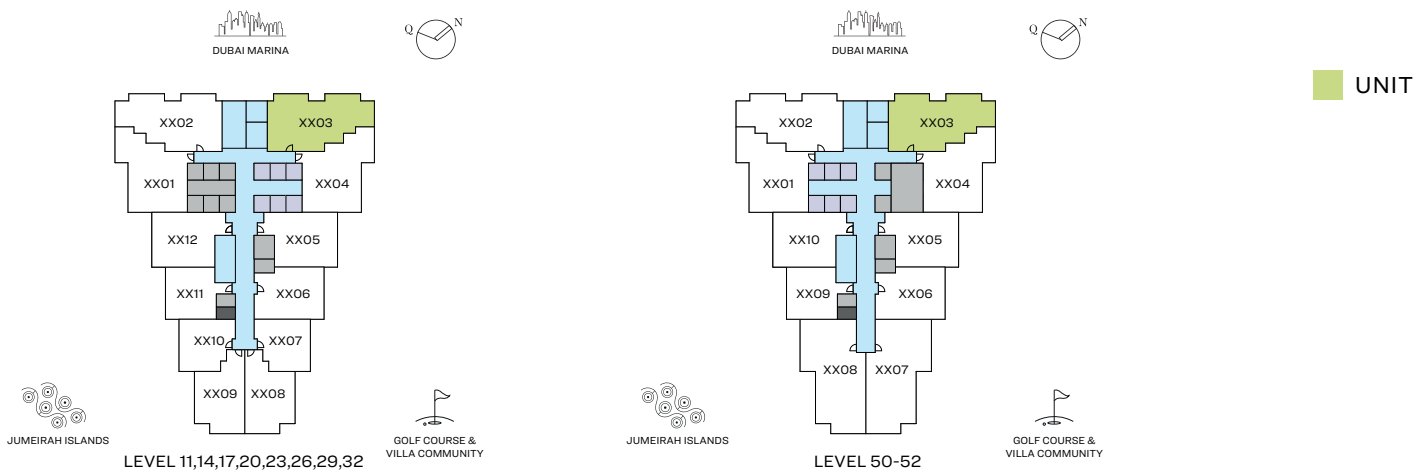 Q N
DUBAI MARINA
XX02 XX03
XX01 XX04
XX12 XX05
XX11 XX06
XX10 XX07
XX09 XX08
JUMEIRAH ISLANDS
GOLF COURSE &
VILLA COMMUNITY
LEVEL 11,14,17,20,23,26,29,32
Q N
DUBAI MARINA
XX02 XX03
XX01 XX04
XX10 XX05
XX09 XX06
XX08 XX07
JUMEIRAH ISLANDS
GOLF COURSE &
VILLA COMMUNITY
LEVEL 50-52
UNIT